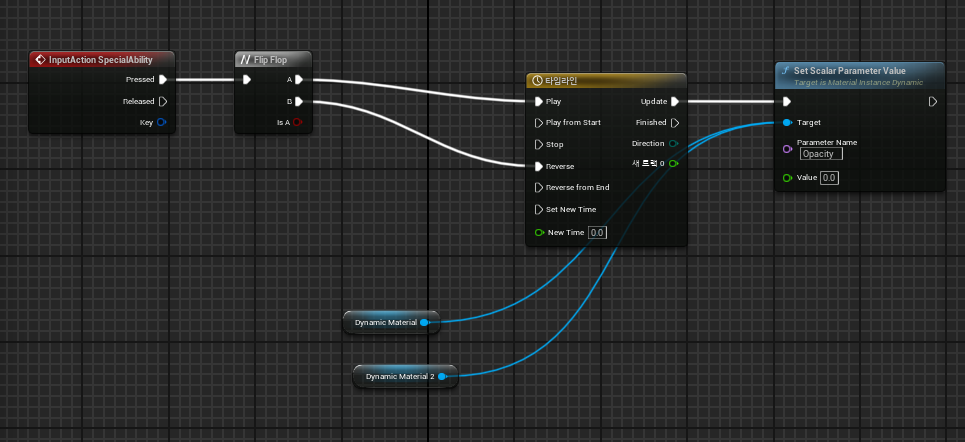 InputAction SpecialAbility
Pressed
Released
Key
Flip Flop
A
B
Is A
타임라인
Play
Update
Play from Start
Finished
Stop
Direction
새 트랙 0
Reverse
Reverse from End
Set New Time
New Time 0.0
Set Scalar Parameter Value
Target is Material Instance Dynamic
Target
Parameter Name
Opacity
Value 0.0
Dynamic Material
Dynamic Material 2